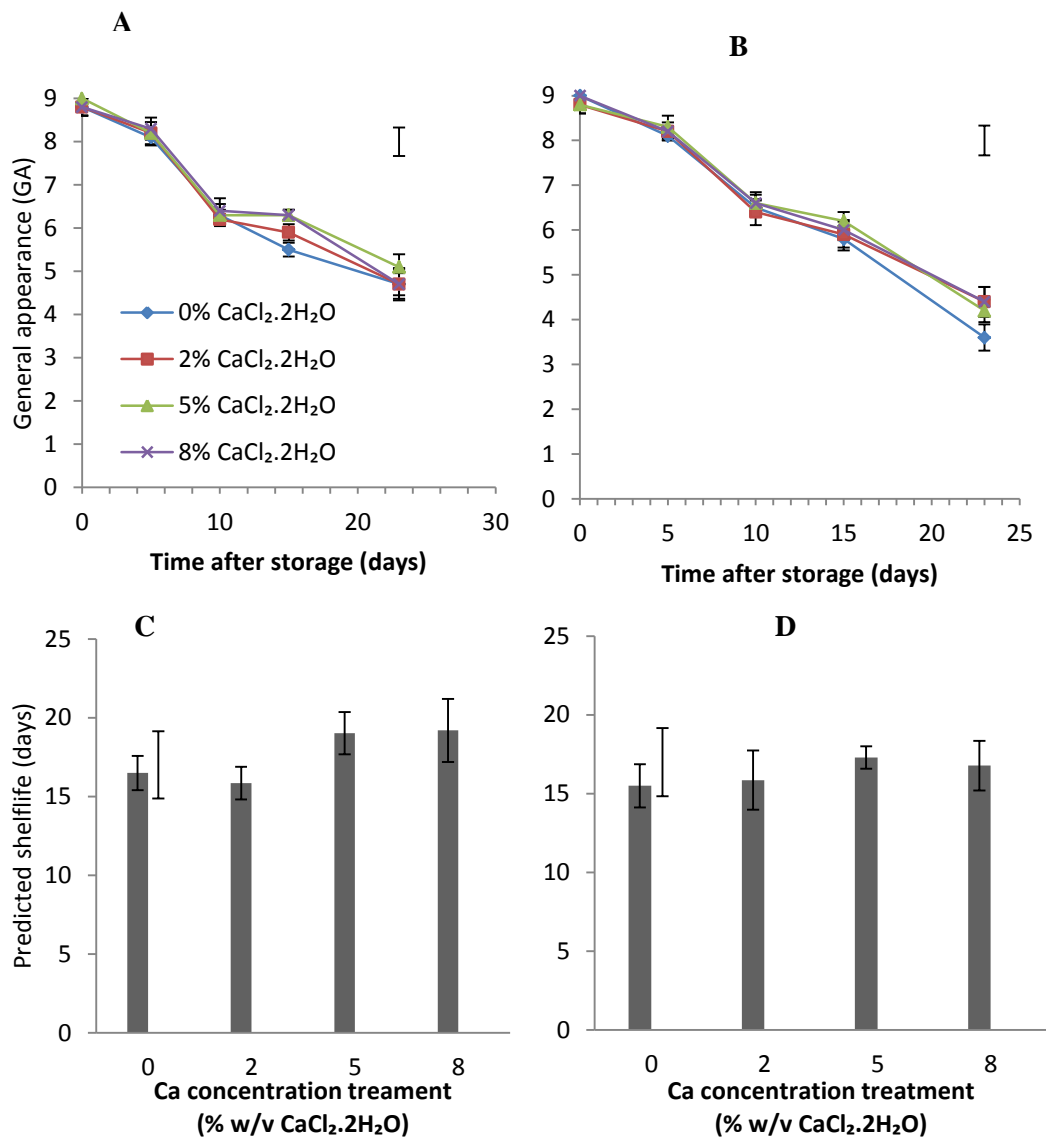 A
B
General appearance (GA)
9
8
7
6
5
4
3
2
1
0
0% CaCl₂.2H₂O
2% CaCl₂.2H₂O
5% CaCl₂.2H₂O
8% CaCl₂.2H₂O
0 10 20 30
Time after storage (days)
9
8
7
6
5
4
3
2
1
0
0 5 10 15 20 25
Time after storage (days)
C
D
Predicted shelflife (days)
25
20
15
10
5
0
0 2 5 8
Ca concentration treament
(% w/v CaCl₂.2H₂O)
25
20
15
10
5
0
0 2 5 8
Ca concentration treatment
(% w/v CaCl₂.2H₂O)